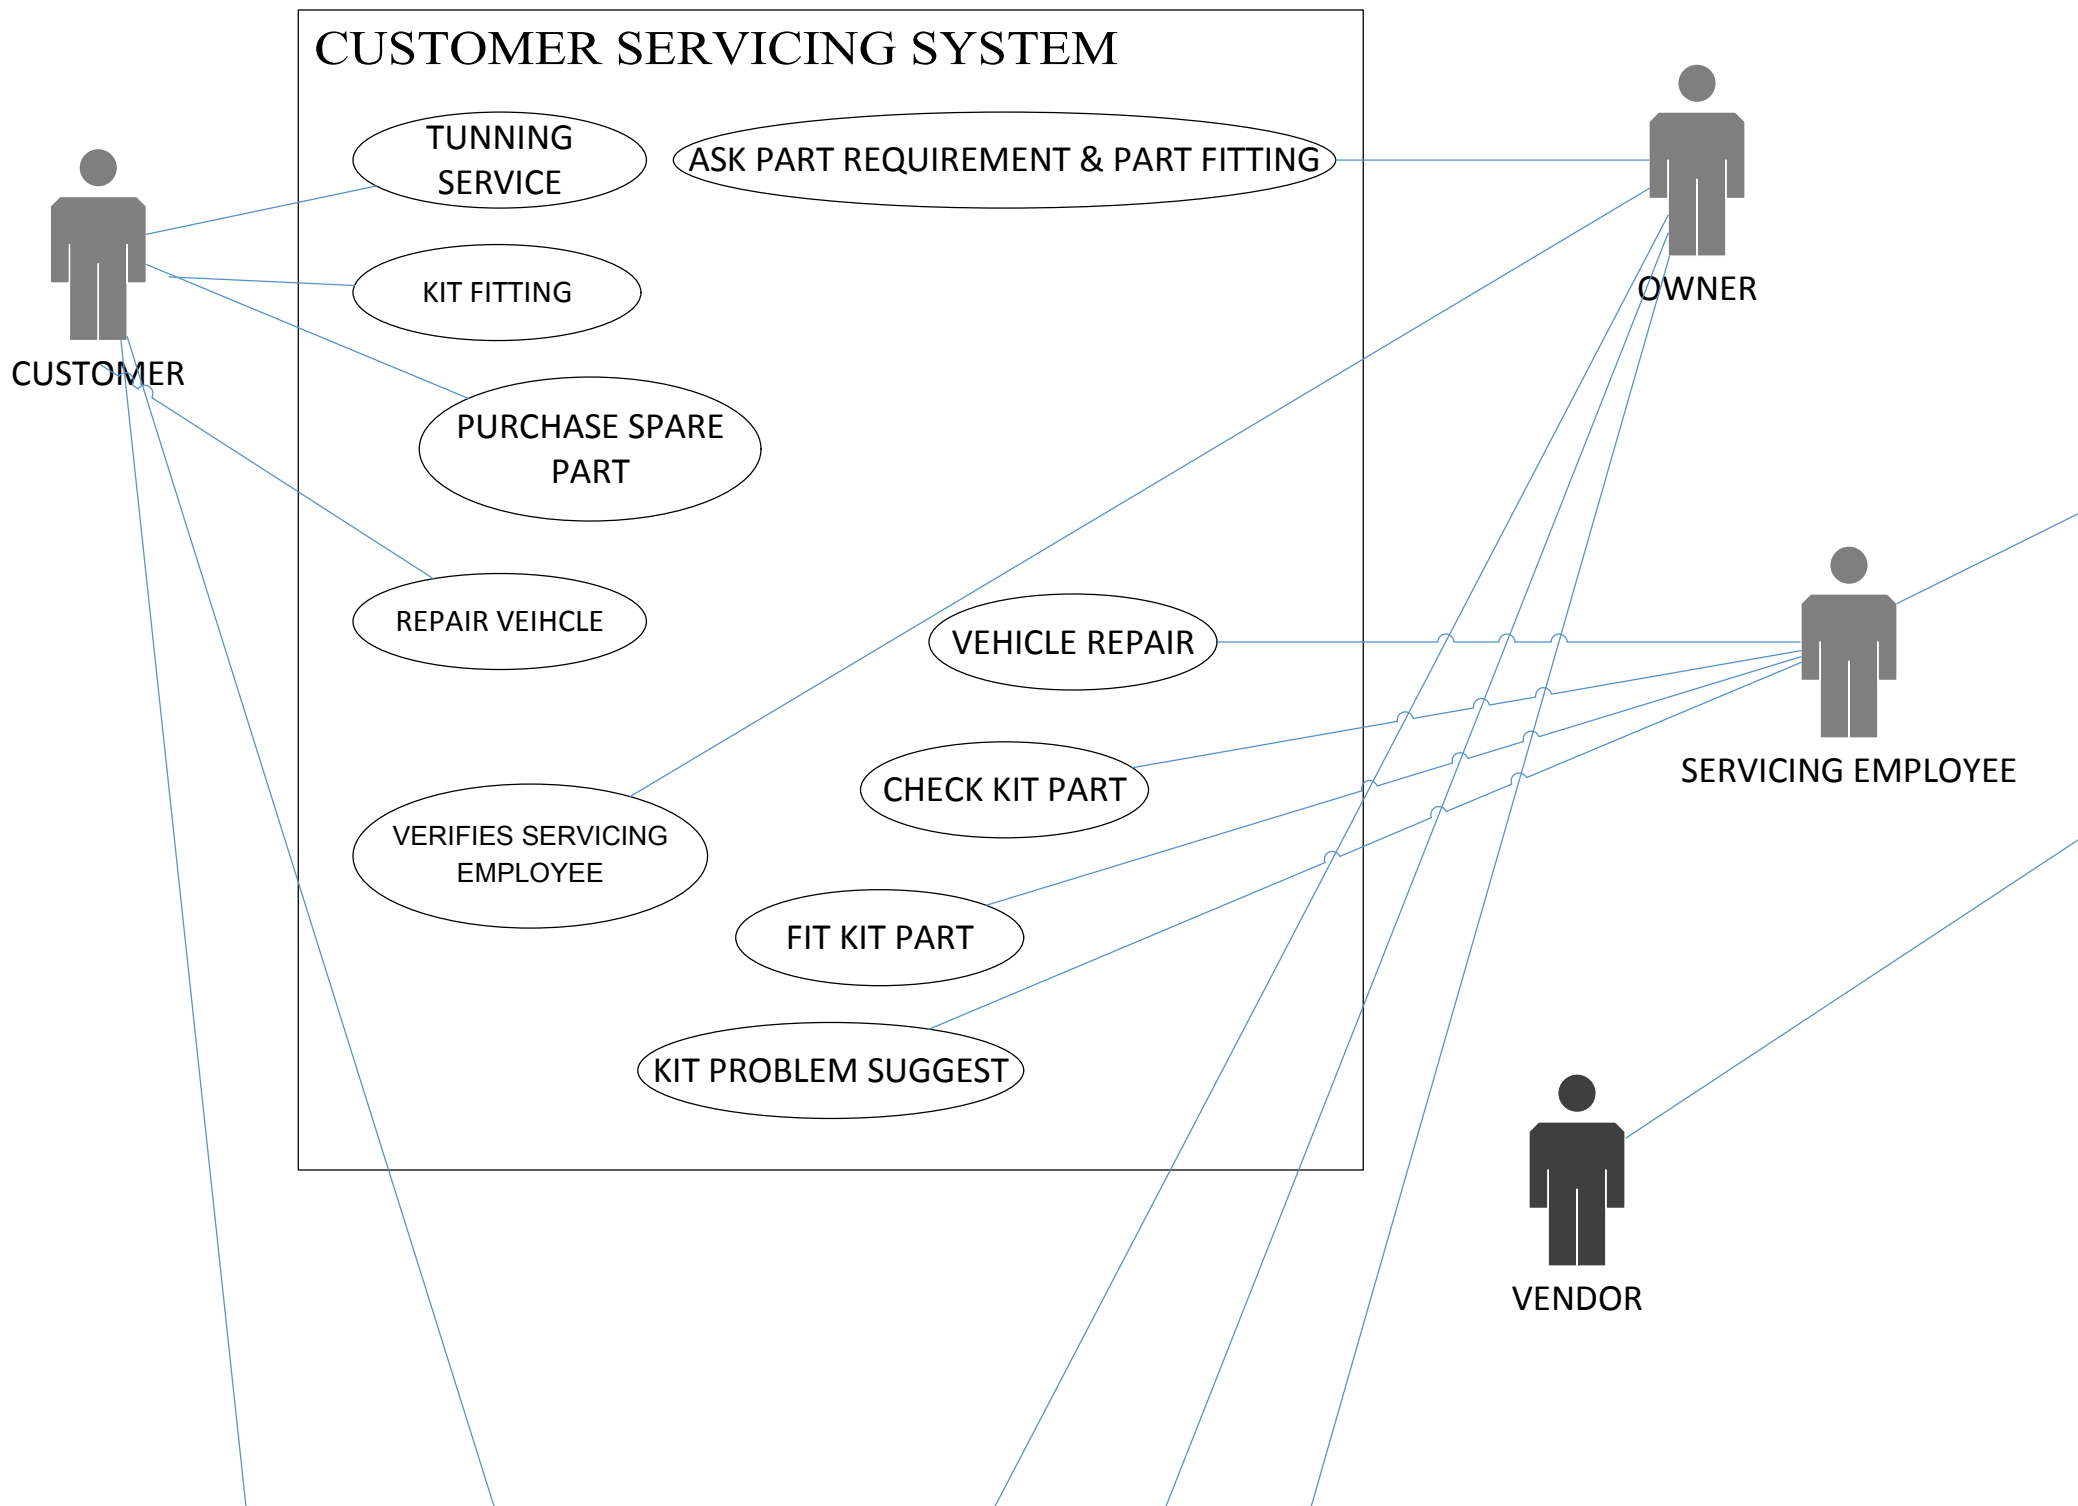 CUSTOMER SERVICING SYSTEM
TUNNING
SERVICE
ASK PART REQUIREMENT & PART FITTING
KIT FITTING
OWNER
CUSTOMER
PURCHASE SPARE
PART
REPAIR VEIHCLE
VEHICLE REPAIR
SERVICING EMPLOYEE
CHECK KIT PART
VERIFIES SERVICING
EMPLOYEE
FIT KIT PART
KIT PROBLEM SUGGEST
VENDOR